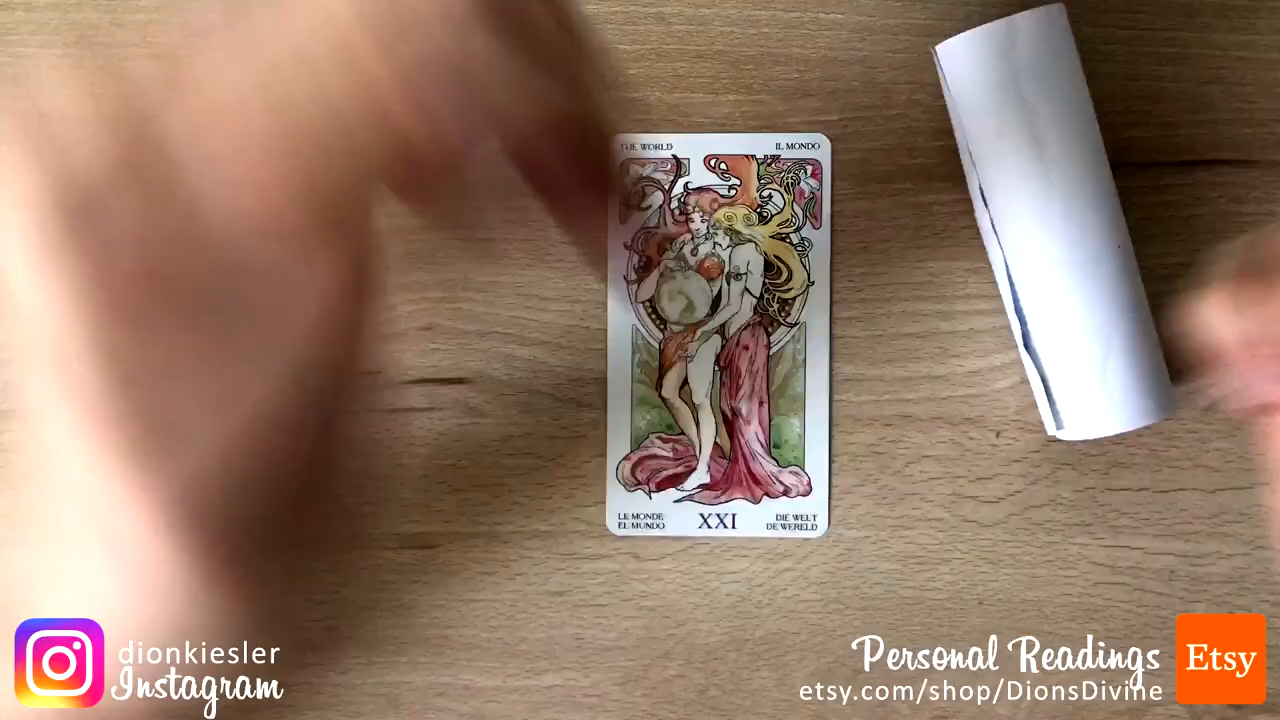 THE WORLD
IL MONDO
LE MONDE
EL MUNDO
XXI
DIE WELT
DE WERELD
dionkiesler
Instagram
Personal Readings
etsy.com/shop/DionsDivine
Etsy